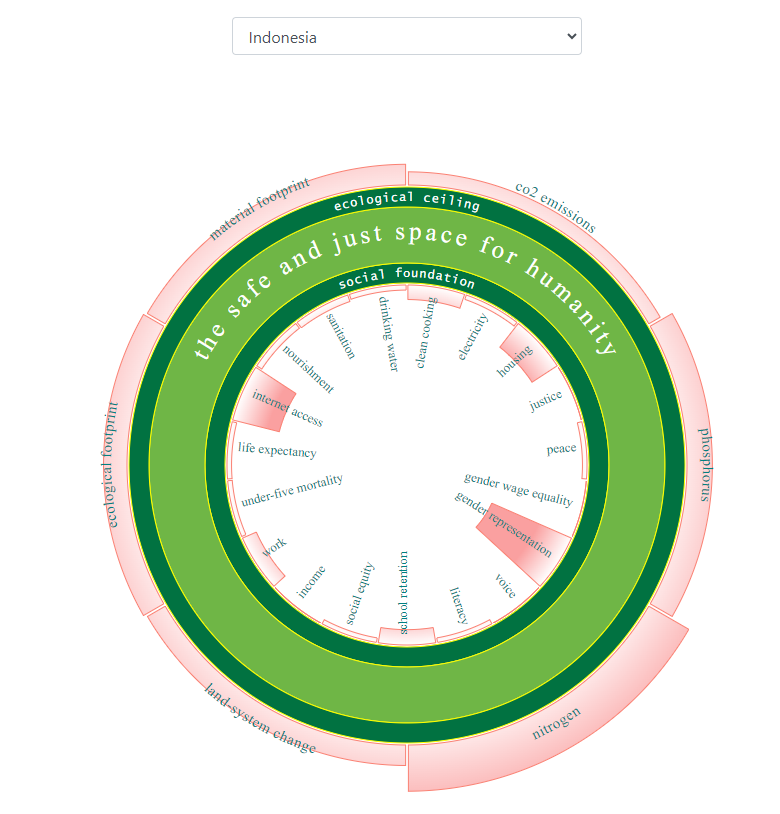 Indonesia
material footprint
co2 emissions
ecological ceiling
the safe and just space for humanity
social foundation
drinking water
clean cooking
sanitation
electricity
nourishment
housing
internet access
justice
ecological footprint
life expectancy
peace
phosphorus
under-five mortality
gender wage equality
gender representation
work
income
social equity
school retention
literacy
voice
land-system change
nitrogen